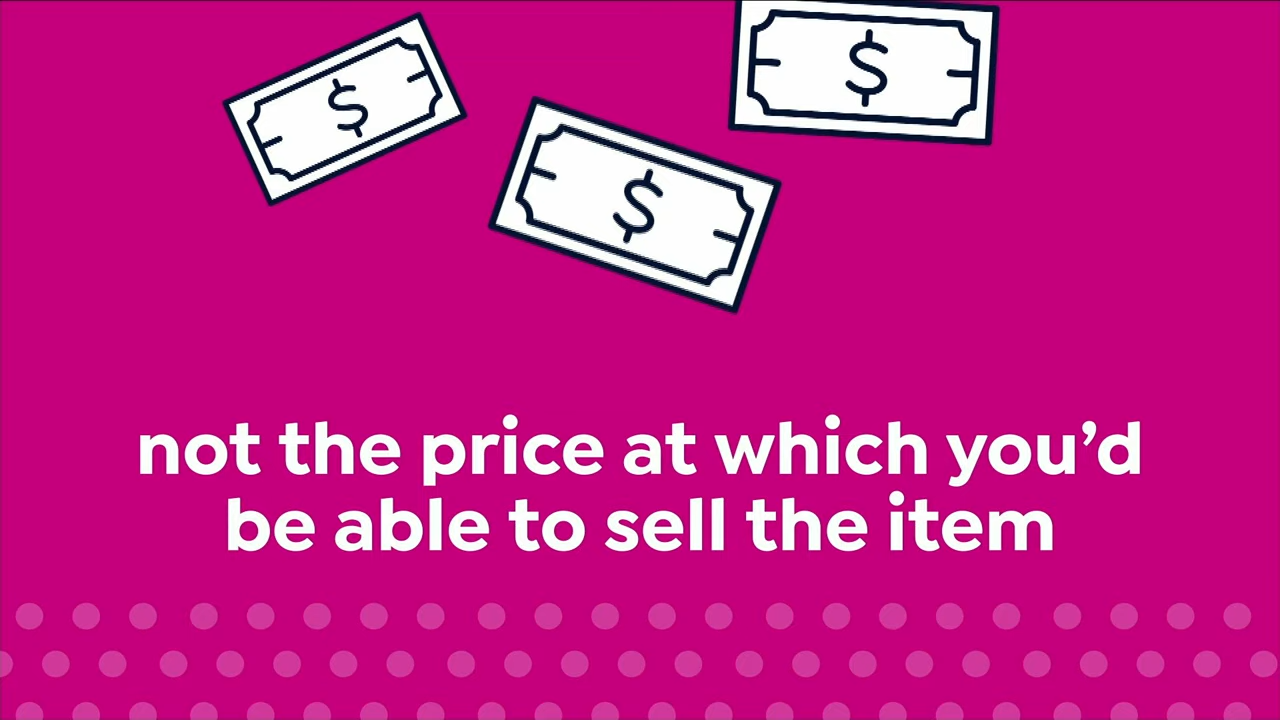 $
$
$
not the price at which you’d
be able to sell the item